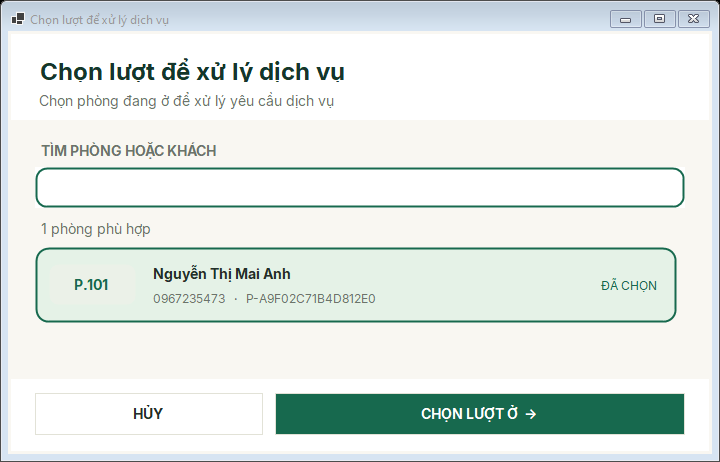 Chọn lượt để xử lý dịch vụ
Chọn lượt để xử lý dịch vụ
Chọn phòng đang ở để xử lý yêu cầu dịch vụ
TÌM PHÒNG HOẶC KHÁCH
1 phòng phù hợp
P.101
Nguyễn Thị Mai Anh
0967235473 · P-A9F02C71B4D812E0
ĐÃ CHỌN
HỦY
CHỌN LƯỢT Ở →